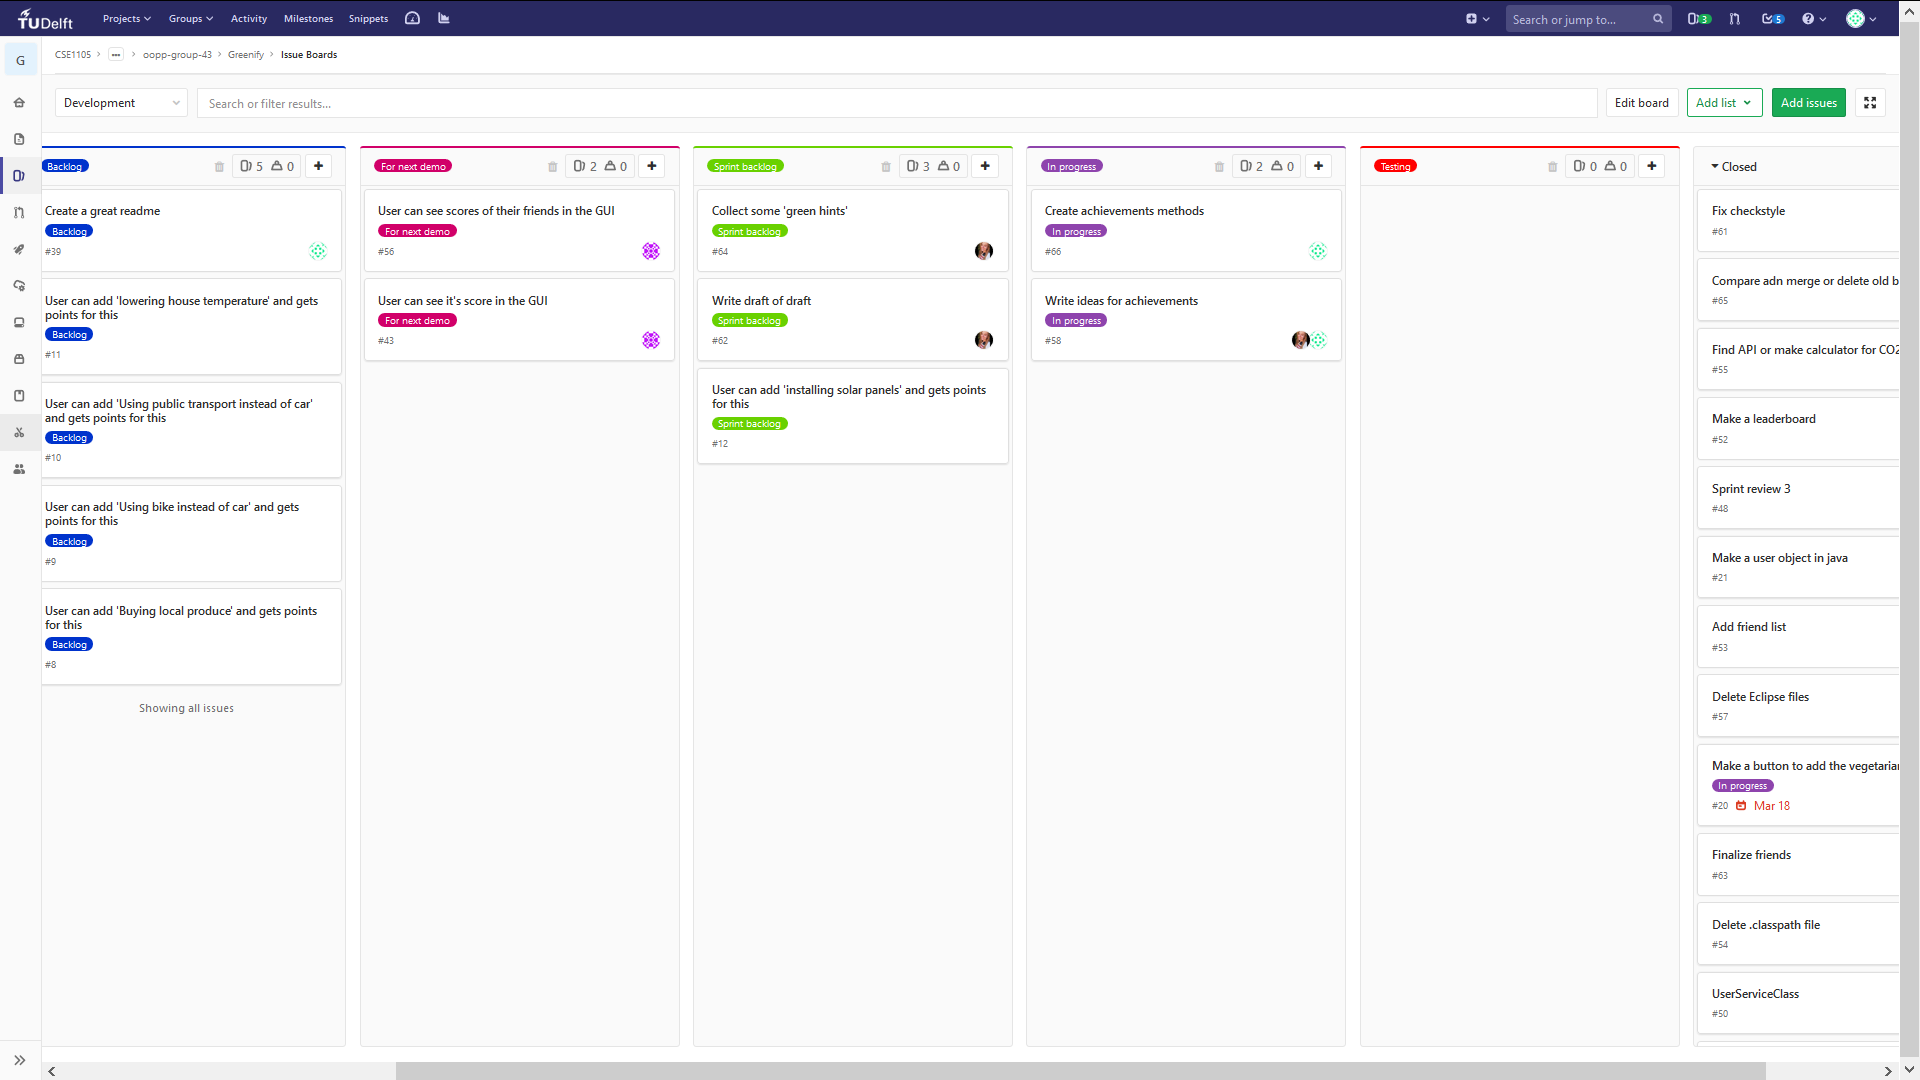 TUDelft Projects Groups Activity Milestones Snippets Search or jump to... 3 5
G CSE1105 > ... > oopp-group-43 > Greenify > Issue Boards
Development Search or filter results... Edit board Add list Add issues
Backlog 5 0
Create a great readme
Backlog
#39
User can add 'lowering house temperature' and gets
points for this
Backlog
#11
User can add 'Using public transport instead of car'
and gets points for this
Backlog
#10
User can add 'Using bike instead of car' and gets
points for this
Backlog
#9
User can add 'Buying local produce' and gets points
for this
Backlog
#8
Showing all issues
For next demo 2 0
User can see scores of their friends in the GUI
For next demo
#56
User can see it's score in the GUI
For next demo
#43
Sprint backlog 3 0
Collect some 'green hints'
Sprint backlog
#64
Write draft of draft
Sprint backlog
#62
User can add 'installing solar panels' and gets points
for this
Sprint backlog
#12
In progress 2 0
Create achievements methods
In progress
#66
Write ideas for achievements
In progress
#58
Testing 0 0
Closed
Fix checkstyle
#61
Compare adn merge or delete old b
#65
Find API or make calculator for CO2
#55
Make a leaderboard
#52
Sprint review 3
#48
Make a user object in java
#21
Add friend list
#53
Delete Eclipse files
#57
Make a button to add the vegetarian
In progress
#20 Mar 18
Finalize friends
#63
Delete .classpath file
#54
UserServiceClass
#50